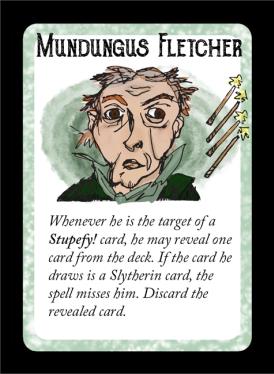 MUNDUNGUS FLETCHER
Whenever he is the target of a
Stupefy! card, he may reveal one
card from the deck. If the card he
draws is a Slytherin card, the
spell misses him. Discard the
revealed card.